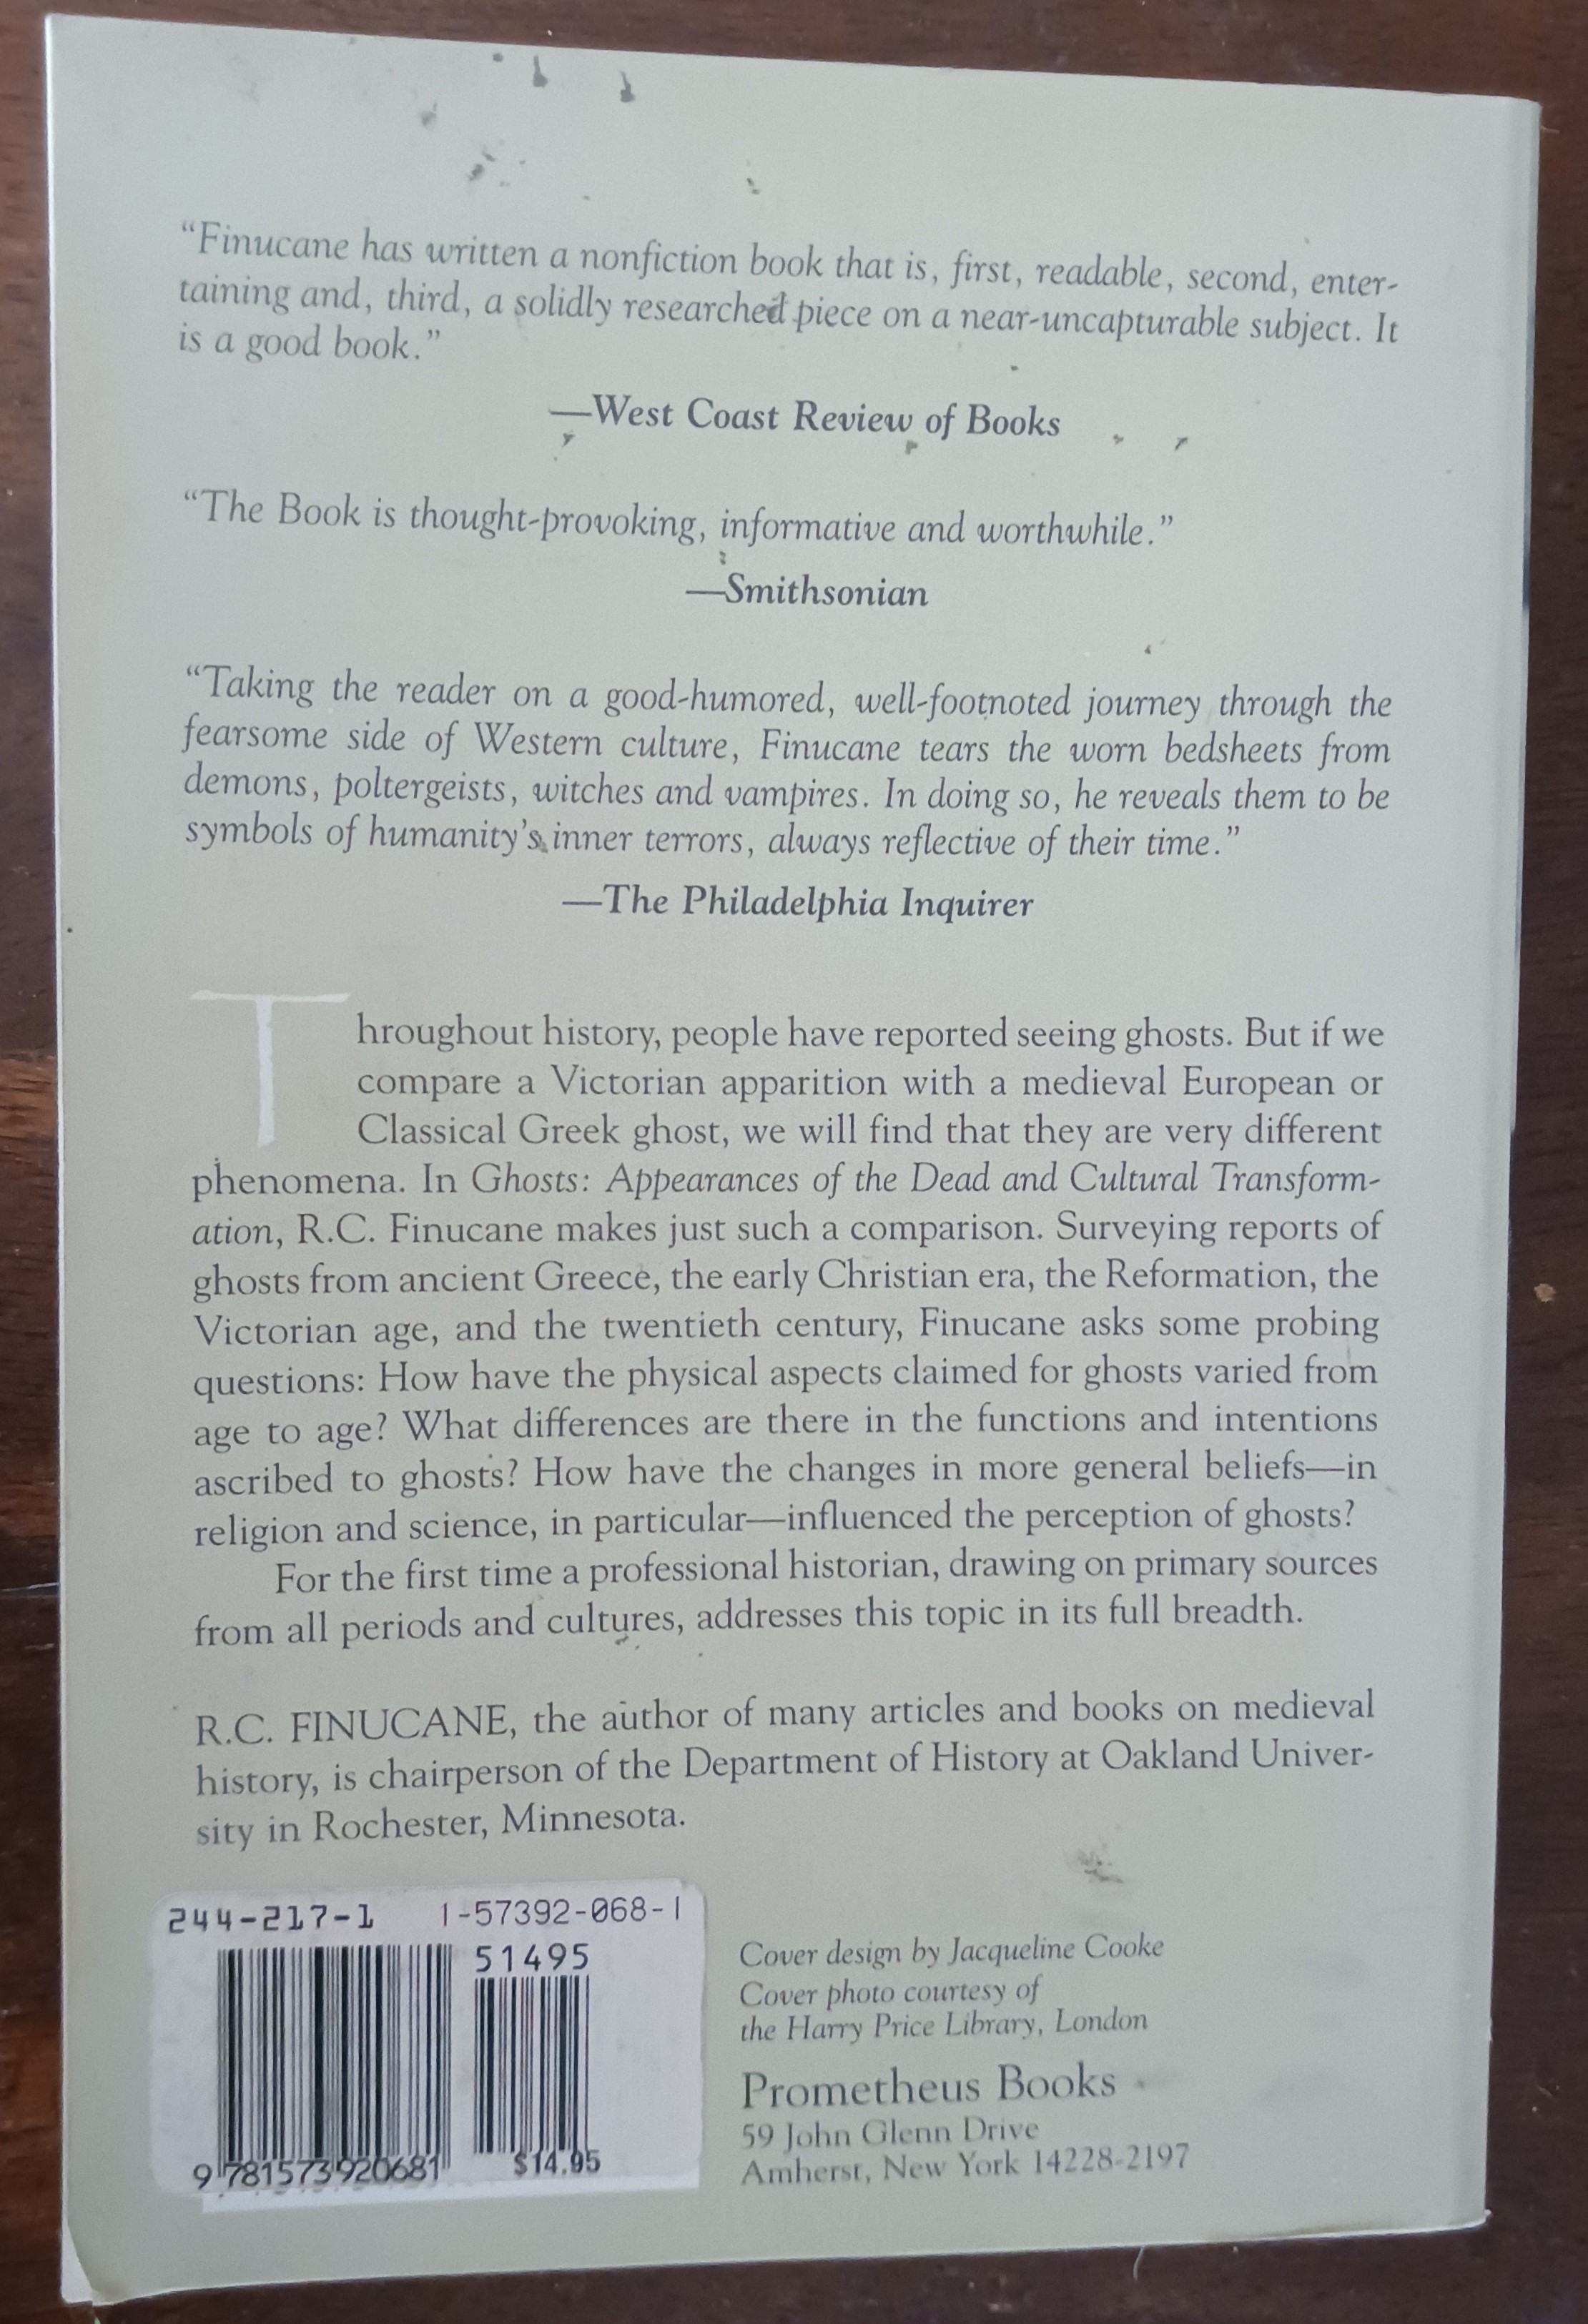 “Finucane has written a nonfiction book that is, first, readable, second, enter-
taining and, third, a solidly researched piece on a near-uncapturable subject. It
is a good book.”
—West Coast Review of Books
“The Book is thought-provoking, informative and worthwhile.”
—Smithsonian
“Taking the reader on a good-humored, well-footnoted journey through the
fearsome side of Western culture, Finucane tears the worn bedsheets from
demons, poltergeists, witches and vampires. In doing so, he reveals them to be
symbols of humanity’s inner terrors, always reflective of their time.”
—The Philadelphia Inquirer
Throughout history, people have reported seeing ghosts. But if we
compare a Victorian apparition with a medieval European or
Classical Greek ghost, we will find that they are very different
phenomena. In Ghosts: Appearances of the Dead and Cultural Transform-
ation, R.C. Finucane makes just such a comparison. Surveying reports of
ghosts from ancient Greece, the early Christian era, the Reformation, the
Victorian age, and the twentieth century, Finucane asks some probing
questions: How have the physical aspects claimed for ghosts varied from
age to age? What differences are there in the functions and intentions
ascribed to ghosts? How have the changes in more general beliefs—in
religion and science, in particular—influenced the perception of ghosts?
For the first time a professional historian, drawing on primary sources
from all periods and cultures, addresses this topic in its full breadth.
R.C. FINUCANE, the author of many articles and books on medieval
history, is chairperson of the Department of History at Oakland Univer-
sity in Rochester, Minnesota.
244-217-1 1-57392-068-1
51495
9 781573 920681
$14.95
Cover design by Jacqueline Cooke
Cover photo courtesy of
the Harry Price Library, London
Prometheus Books
59 John Glenn Drive
Amherst, New York 14228-2197